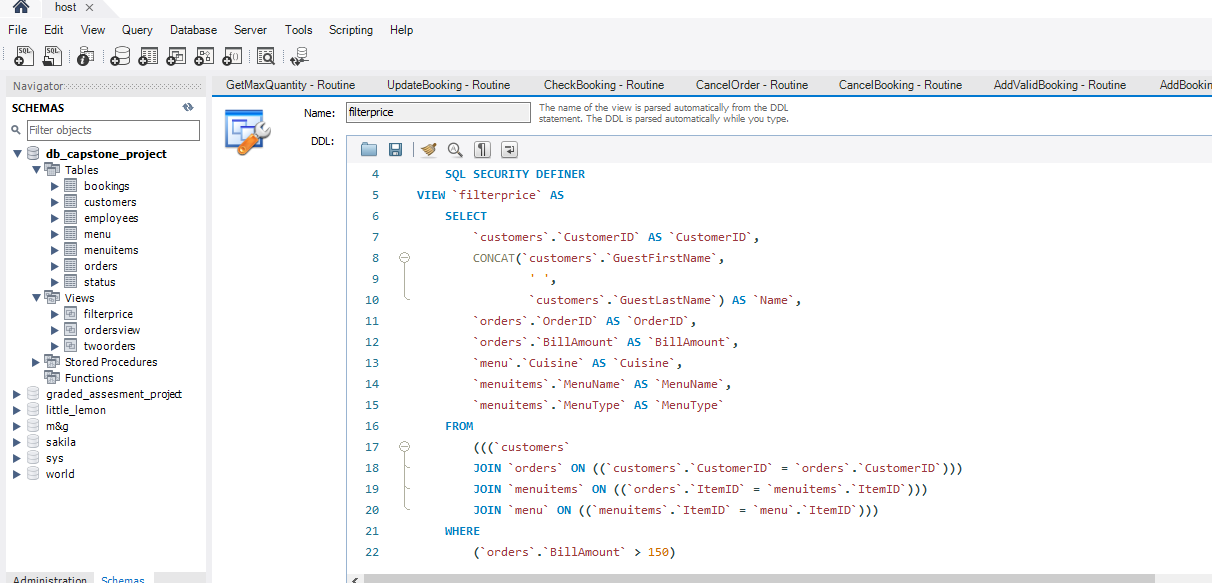 host
File Edit View Query Database Server Tools Scripting Help
Navigator
SCHEMAS
Filter objects
db_capstone_project
Tables
bookings
customers
employees
menu
menuitems
orders
status
Views
filterprice
ordersview
twoorders
Stored Procedures
Functions
graded_assesment_project
little_lemon
m&g
sakila
sys
world
Administration Schemas
GetMaxQuantity - Routine UpdateBooking - Routine CheckBooking - Routine CancelOrder - Routine CancelBooking - Routine AddValidBooking - Routine AddBookin
Name: filterprice
The name of the view is parsed automatically from the DDL
statement. The DDL is parsed automatically while you type.
DDL:
4 SQL SECURITY DEFINER
5 VIEW `filterprice` AS
6 SELECT
7 `customers`.`CustomerID` AS `CustomerID`,
8 CONCAT(`customers`.`GuestFirstName`,
9 ' ',
10 `customers`.`GuestLastName`) AS `Name`,
11 `orders`.`OrderID` AS `OrderID`,
12 `orders`.`BillAmount` AS `BillAmount`,
13 `menu`.`Cuisine` AS `Cuisine`,
14 `menuitems`.`MenuName` AS `MenuName`,
15 `menuitems`.`MenuType` AS `MenuType`
16 FROM
17 (((`customers`
18 JOIN `orders` ON ((`customers`.`CustomerID` = `orders`.`CustomerID`)))
19 JOIN `menuitems` ON ((`orders`.`ItemID` = `menuitems`.`ItemID`)))
20 JOIN `menu` ON ((`menuitems`.`ItemID` = `menu`.`ItemID`)))
21 WHERE
22 (`orders`.`BillAmount` > 150)